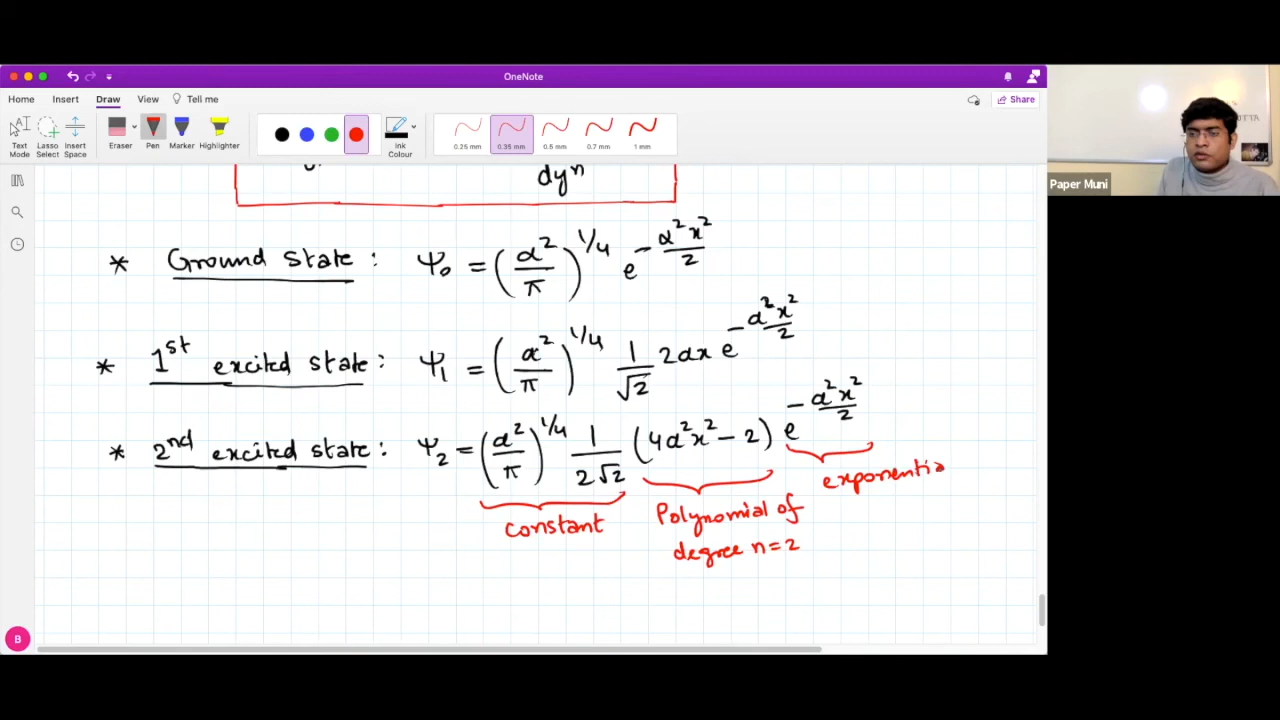 OneNote
Home Insert Draw View Tell me
Share
Text Mode
Lasso Select
Insert Space
Eraser
Pen
Marker
Highlighter
Ink Colour
0.25 mm
0.35 mm
0.5 mm
0.7 mm
1 mm
Paper Muni
dyⁿ
* Ground state : Ψ₀ = (α²/π)^1/4 e^-α²x²/2
* 1st excited state : Ψ₁ = (α²/π)^1/4 1/√2 2αx e^-α²x²/2
* 2nd excited state : Ψ₂ = (α²/π)^1/4 1/2√2 (4α²x² - 2) e^-α²x²/2
exponentia
constant
Polynomial of
degree n = 2
B